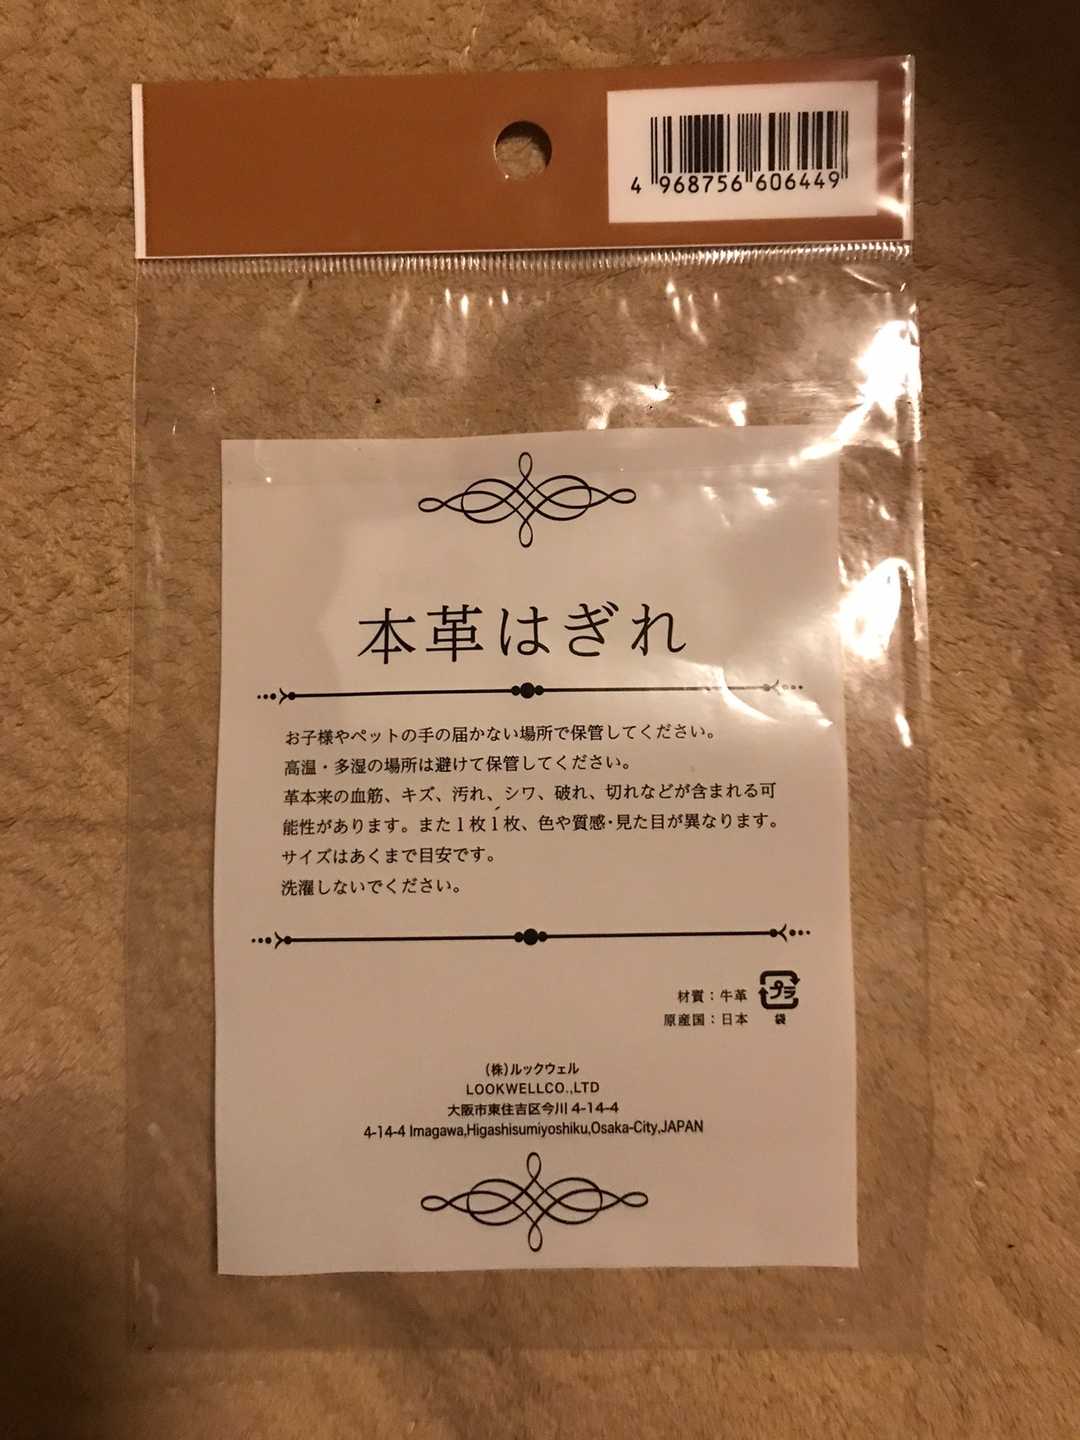 4 968756 606449
本革はぎれ
お子様やペットの手の届かない場所で保管してください。
高温・多湿の場所は避けて保管してください。
革本来の血筋、キズ、汚れ、シワ、破れ、切れなどが含まれる可
能性があります。また1枚1枚、色や質感・見た目が異なります。
サイズはあくまで目安です。
洗濯しないでください。
材質：牛革
プラ
原産国：日本
袋
(株)ルックウェル
LOOKWELLCO.,LTD
大阪市東住吉区今川 4-14-4
4-14-4 Imagawa,Higashisumiyoshiku,Osaka-City,JAPAN